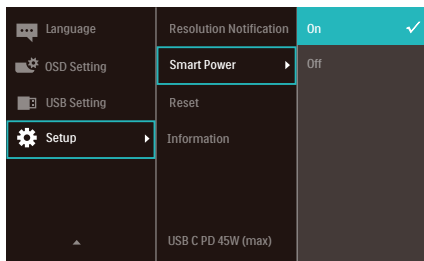 Language
OSD Setting
USB Setting
Setup
Resolution Notification
Smart Power
Reset
Information
USB C PD 45W (max)
On
Off